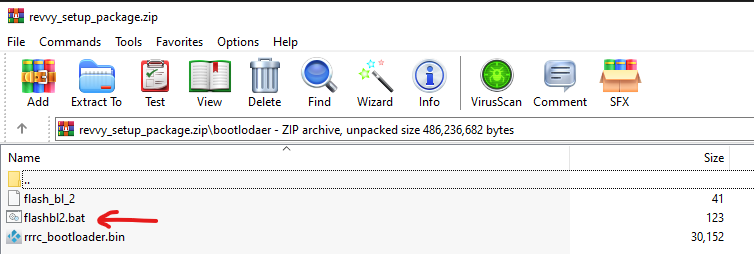 revvy_setup_package.zip
File Commands Tools Favorites Options Help
Add Extract To Test View Delete Find Wizard Info VirusScan Comment SFX
revvy_setup_package.zip\bootlodaer - ZIP archive, unpacked size 486,236,682 bytes
Name Size
..
flash_bl_2 41
flashbl2.bat 123
rrrc_bootloader.bin 30,152